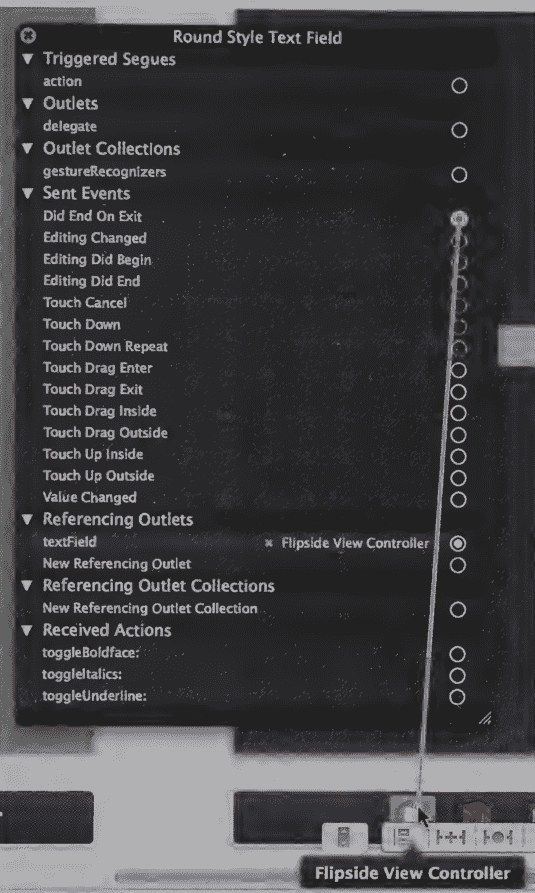 Round Style Text Field
Triggered Segues
action
Outlets
delegate
Outlet Collections
gestureRecognizers
Sent Events
Did End On Exit
Editing Changed
Editing Did Begin
Editing Did End
Touch Cancel
Touch Down
Touch Down Repeat
Touch Drag Enter
Touch Drag Exit
Touch Drag Inside
Touch Drag Outside
Touch Up Inside
Touch Up Outside
Value Changed
Referencing Outlets
textField Flipside View Controller
New Referencing Outlet
Referencing Outlet Collections
New Referencing Outlet Collection
Received Actions
toggleBoldface:
toggleItalics:
toggleUnderline:
Flipside View Controller